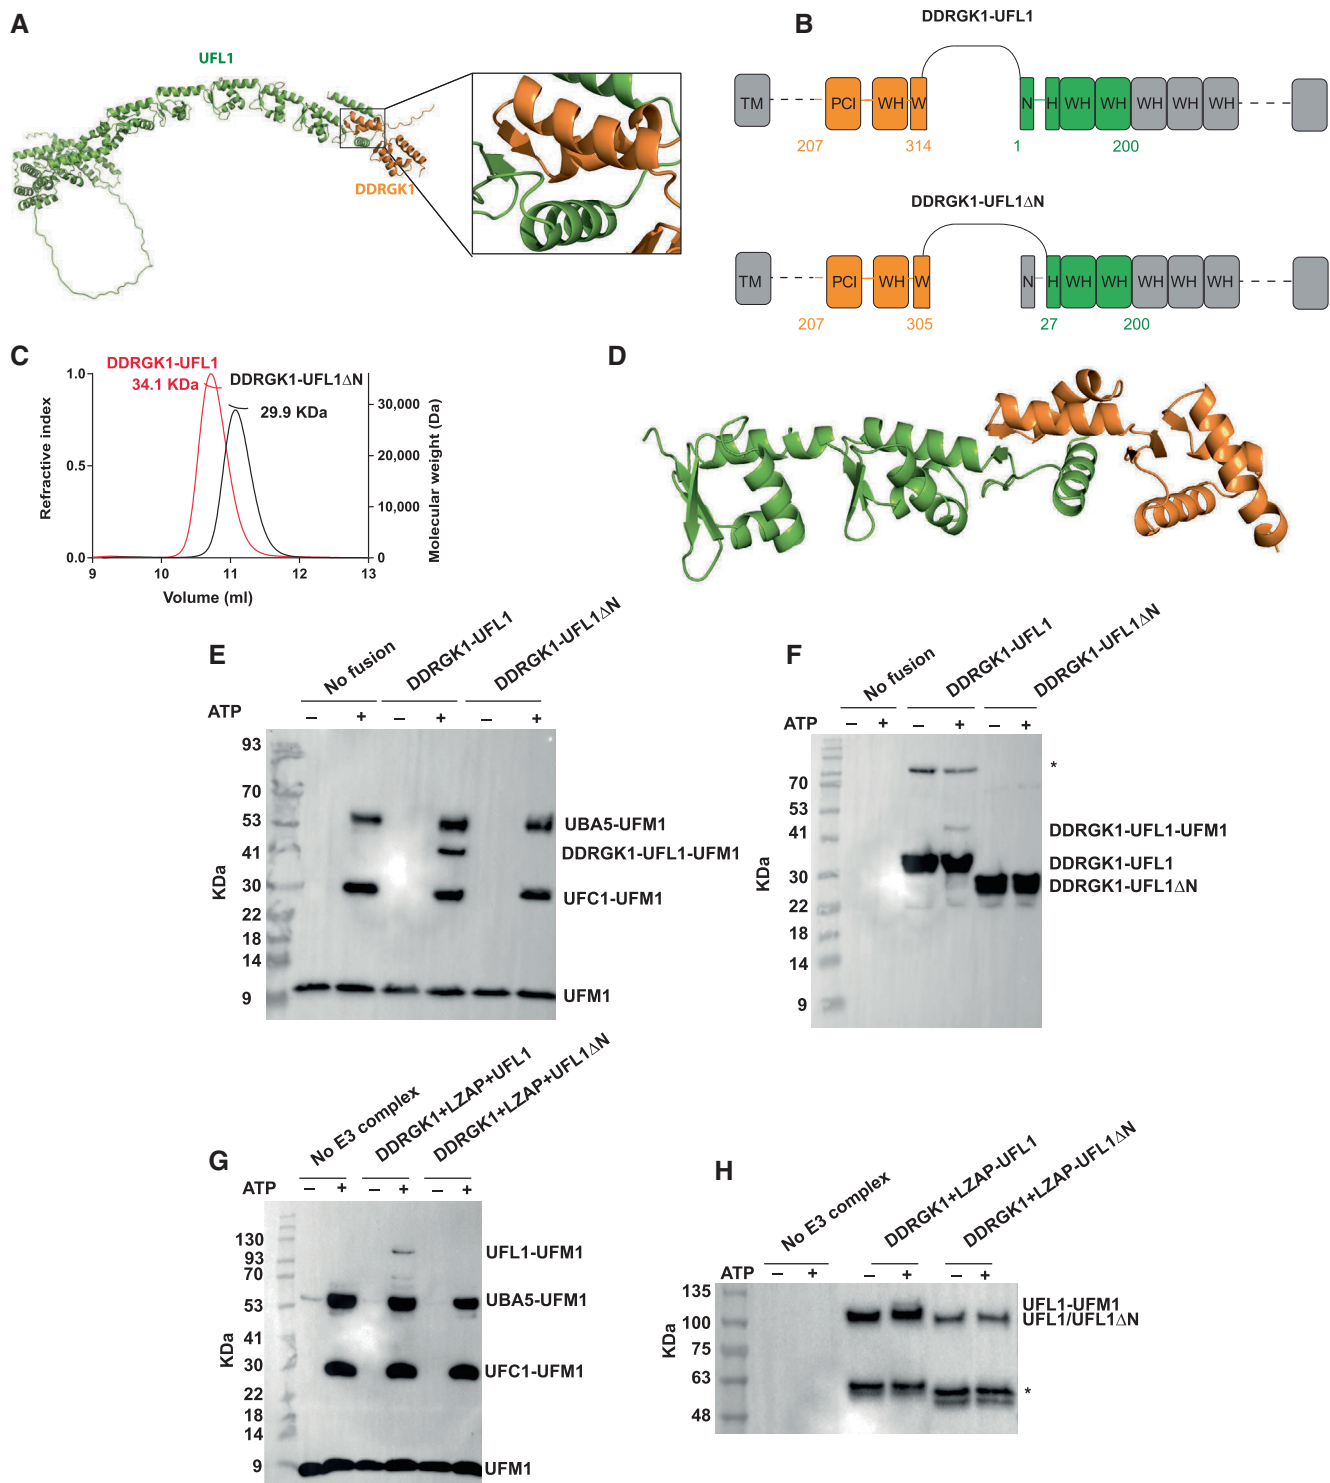 A
UFL1
DDRGK1
B
DDRGK1-UFL1
TM
PCI
WH
W
N
H
WH
WH
WH
WH
WH
207
314
1
200
DDRGK1-UFL1ΔN
TM
PCI
WH
W
N
H
WH
WH
WH
WH
WH
207
305
27
200
C
DDRGK1-UFL1
34.1 KDa
DDRGK1-UFL1ΔN
29.9 KDa
1.0
0.5
0.0
Refractive index
30,000
20,000
10,000
0
Molecular weight (Da)
9
10
11
12
13
Volume (ml)
D
E
No fusion
DDRGK1-UFL1
DDRGK1-UFL1ΔN
ATP
– + – + – +
93
70
53
41
30
22
18
14
9
KDa
UBA5-UFM1
DDRGK1-UFL1-UFM1
UFC1-UFM1
UFM1
F
No fusion
DDRGK1-UFL1
DDRGK1-UFL1ΔN
ATP
– + – + – +
70
53
41
30
22
18
14
9
KDa
*
DDRGK1-UFL1-UFM1
DDRGK1-UFL1
DDRGK1-UFL1ΔN
G
No E3 complex
DDRGK1+LZAP+UFL1
DDRGK1+LZAP+UFL1ΔN
ATP
– + – + – +
130
93
70
53
41
30
22
18
14
9
KDa
UFL1-UFM1
UBA5-UFM1
UFC1-UFM1
UFM1
H
No E3 complex
DDRGK1+LZAP-UFL1
DDRGK1+LZAP-UFL1ΔN
ATP
– + – + – +
135
100
75
63
48
KDa
UFL1-UFM1
UFL1/UFL1ΔN
*